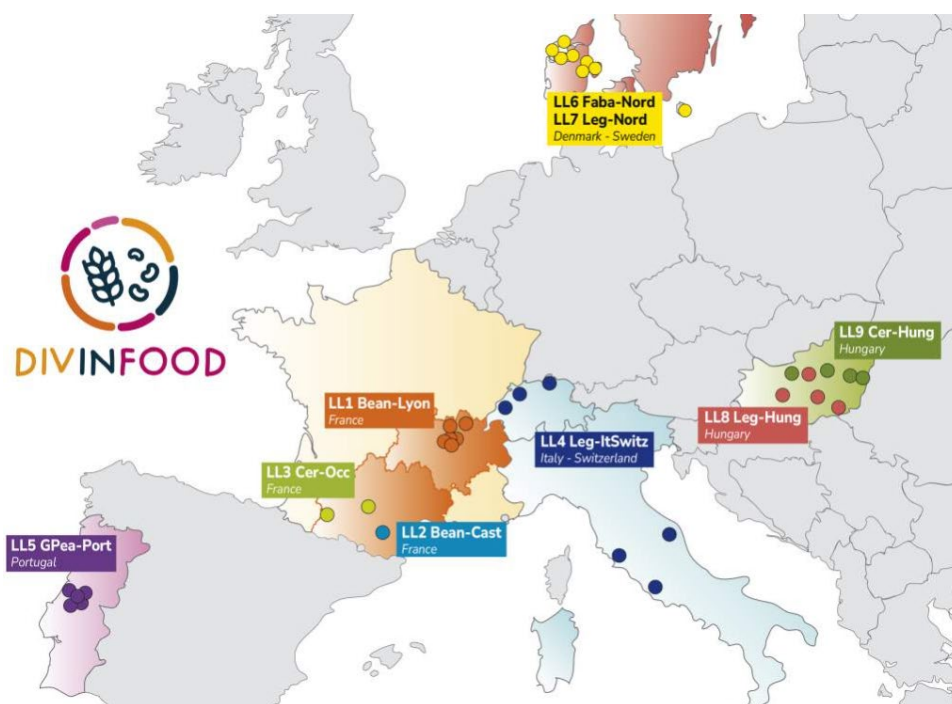 LL6 Faba-Nord
LL7 Leg-Nord
Denmark - Sweden
DIVINFOOD
LL9 Cer-Hung
Hungary
LL1 Bean-Lyon
France
LL8 Leg-Hung
Hungary
LL4 Leg-ItSwitz
Italy - Switzerland
LL3 Cer-Occ
France
LL2 Bean-Cast
France
LL5 GPea-Port
Portugal